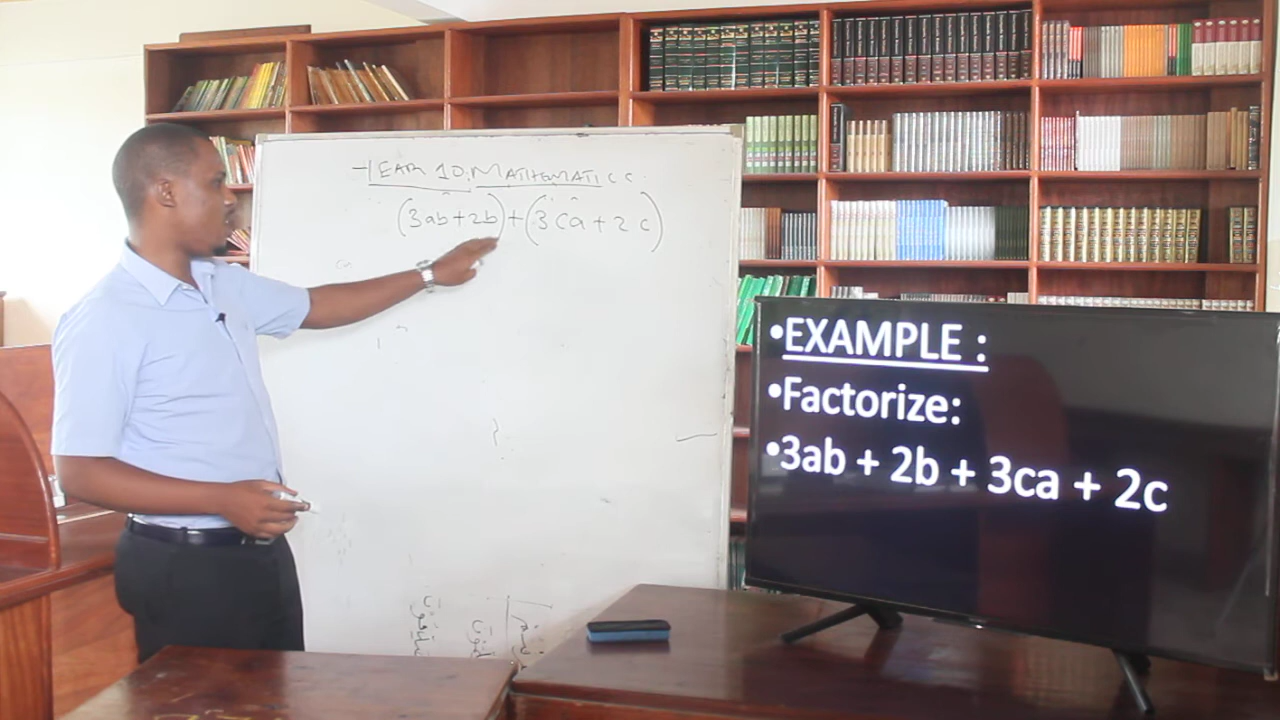 YEAR 10 MATHEMATICS
(3ab+2b)+(3ca+2c)
•EXAMPLE :
•Factorize:
•3ab + 2b + 3ca + 2c